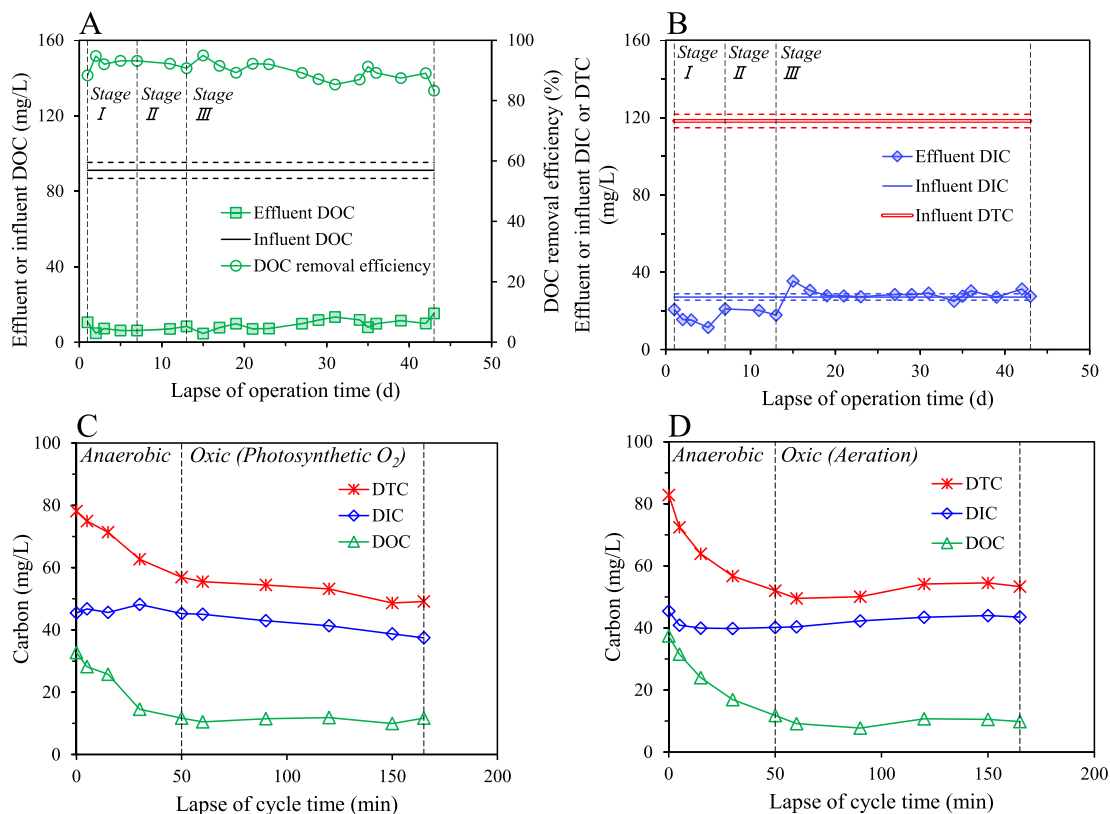 A
Effluent or influent DOC (mg/L)
160
120
80
40
0
Stage Stage Stage
I II III
Effluent DOC
Influent DOC
DOC removal efficiency
100
80
60
40
20
0
DOC removal efficiency (%)
0 10 20 30 40 50
Lapse of operation time (d)
B
Effluent or influent DIC or DTC
(mg/L)
160
120
80
40
0
Stage Stage Stage
I II III
Effluent DIC
Influent DIC
Influent DTC
0 10 20 30 40 50
Lapse of operation time (d)
C
Carbon (mg/L)
100
80
60
40
20
0
Anaerobic Oxic (Photosynthetic O2)
DTC
DIC
DOC
0 50 100 150 200
Lapse of cycle time (min)
D
Carbon (mg/L)
100
80
60
40
20
0
Anaerobic Oxic (Aeration)
DTC
DIC
DOC
0 50 100 150 200
Lapse of cycle time (min)